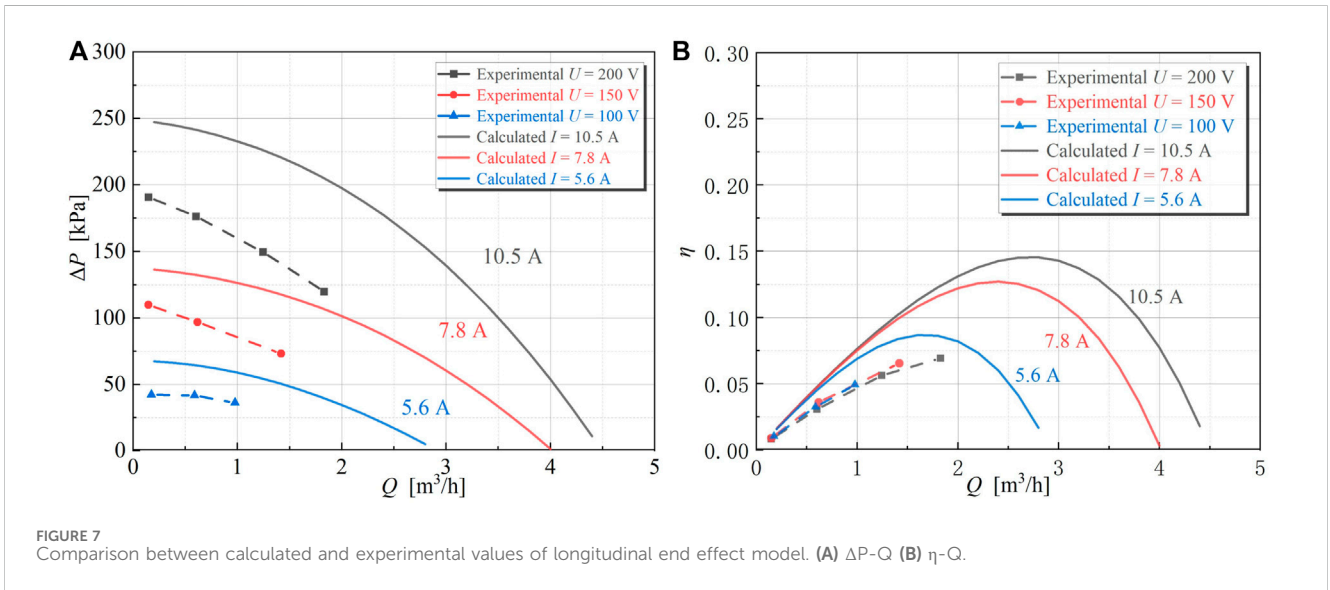 A
300
250
200
150
100
50
0
ΔP [kPa]
Experimental U = 200 V
Experimental U = 150 V
Experimental U = 100 V
Calculated I = 10.5 A
Calculated I = 7.8 A
Calculated I = 5.6 A
10.5 A
7.8 A
5.6 A
0 1 2 3 4 5
Q [m³/h]
B
0.30
0.25
0.20
0.15
0.10
0.05
0.00
η
Experimental U = 200 V
Experimental U = 150 V
Experimental U = 100 V
Calculated I = 10.5 A
Calculated I = 7.8 A
Calculated I = 5.6 A
10.5 A
7.8 A
5.6 A
0 1 2 3 4 5
Q [m³/h]
FIGURE 7
Comparison between calculated and experimental values of longitudinal end effect model. (A) ΔP-Q (B) η-Q.